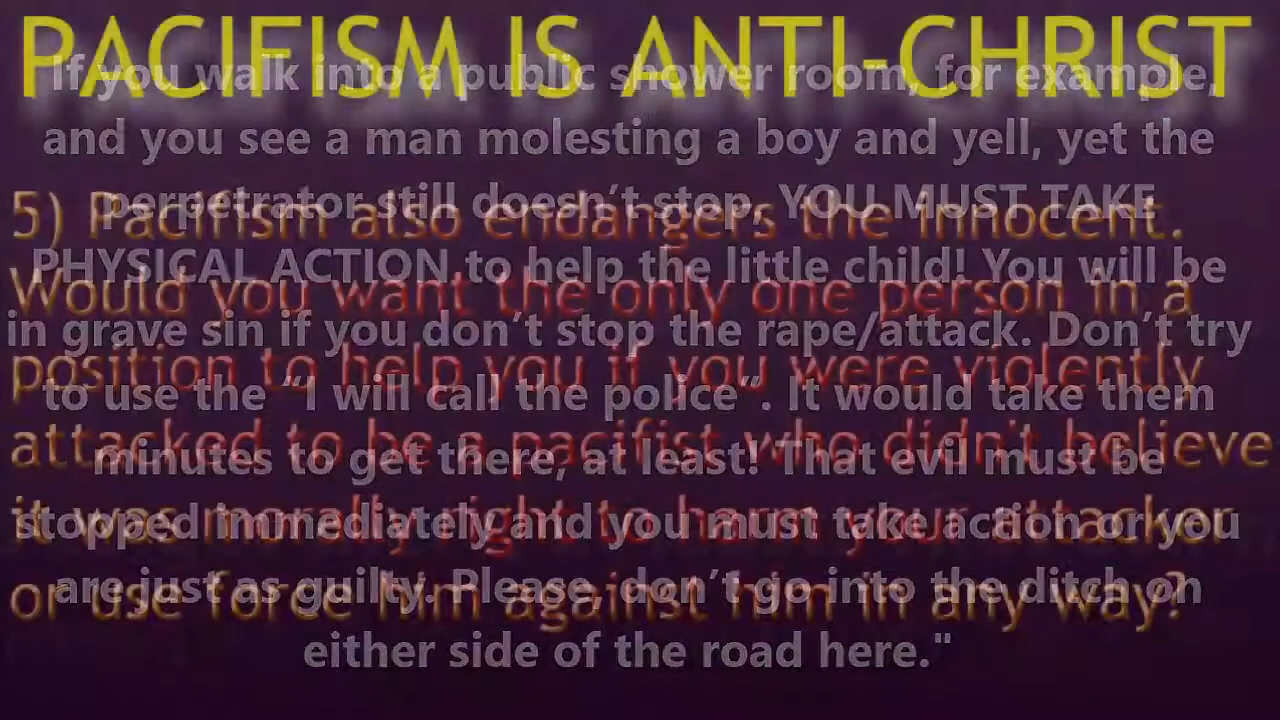 PACIFISM IS ANTI-CHRIST
If you walk into a public shower room, for example,
and you see a man molesting a boy and yell, yet the
perpetrator still doesn't stop, YOU MUST TAKE
PHYSICAL ACTION to help the little child! You will be
in grave sin if you don't stop the rape/attack. Don't try
to use the “I will call the police”. It would take them
minutes to get there, at least! That evil must be
stopped immediately and you must take action or you
are just as guilty. Please, don't go into the ditch on
either side of the road here."
5) Pacifism also endangers the innocent.
Would you want the only one person in a
position to help you if you were violently
attacked to be a pacifist who didn't believe
it was morally right to harm your attacker
or use force him against him in any way?